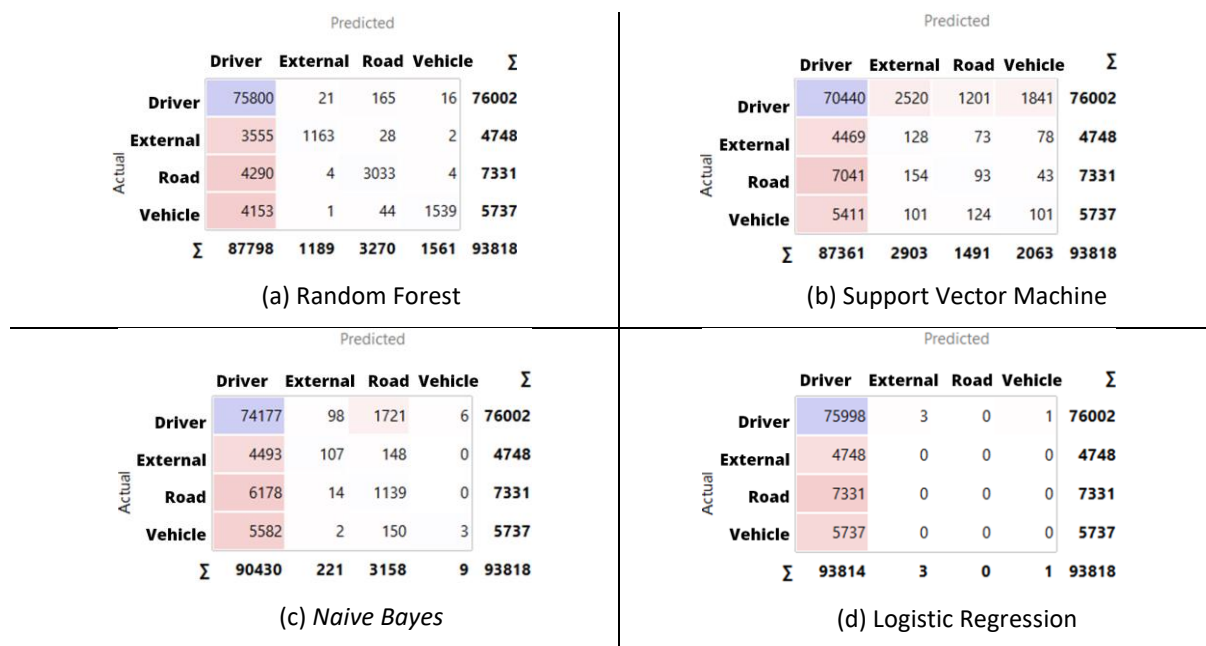 Predicted
Driver External Road Vehicle Σ
Driver 75800 21 165 16 76002
External 3555 1163 28 2 4748
Road 4290 4 3033 4 7331
Vehicle 4153 1 44 1539 5737
Σ 87798 1189 3270 1561 93818
Actual
(a) Random Forest
Predicted
Driver External Road Vehicle Σ
Driver 70440 2520 1201 1841 76002
External 4469 128 73 78 4748
Road 7041 154 93 43 7331
Vehicle 5411 101 124 101 5737
Σ 87361 2903 1491 2063 93818
Actual
(b) Support Vector Machine
Predicted
Driver External Road Vehicle Σ
Driver 74177 98 1721 6 76002
External 4493 107 148 0 4748
Road 6178 14 1139 0 7331
Vehicle 5582 2 150 3 5737
Σ 90430 221 3158 9 93818
Actual
(c) Naive Bayes
Predicted
Driver External Road Vehicle Σ
Driver 75998 3 0 1 76002
External 4748 0 0 0 4748
Road 7331 0 0 0 7331
Vehicle 5737 0 0 0 5737
Σ 93814 3 0 1 93818
Actual
(d) Logistic Regression